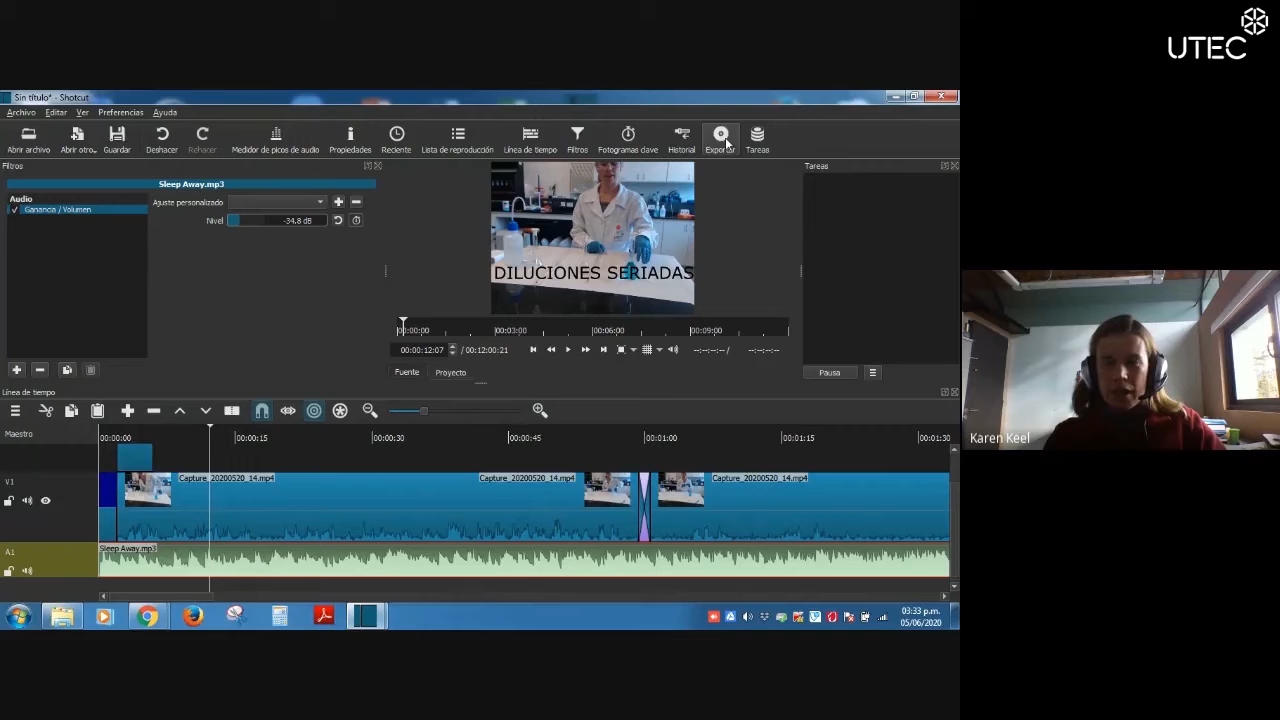 UTEC
Sin título* - Shotcut
Archivo Editar Ver Preferencias Ayuda
Abrir archivo Abrir otro... Guardar Deshacer Rehacer Medidor de picos de audio Propiedades Reciente Lista de reproducción Línea de tiempo Filtros Fotogramas clave Historial Exportar Tareas
Filtros
Tareas
Sleep Away.mp3
Audio
✓ Ganancia / Volumen
Ajuste personalizado
Nivel -34,8 dB
DILUCIONES SERIADAS
00:00:00 |00:03:00 |00:06:00 |00:09:00
00:00:12:07 / 00:12:00:21 --:--:--:-- / --:--:--:--
Fuente Proyecto
Pausa
Línea de tiempo
Maestro
00:00:00 |00:00:15 |00:00:30 |00:00:45 |00:01:00 |00:01:15 |00:01:30
V1
Capture_20200520_14.mp4 Capture_20200520_14.mp4 Capture_20200520_14.mp4
A1
Sleep Away.mp3
03:33 p.m.
05/06/2020
Karen Keel